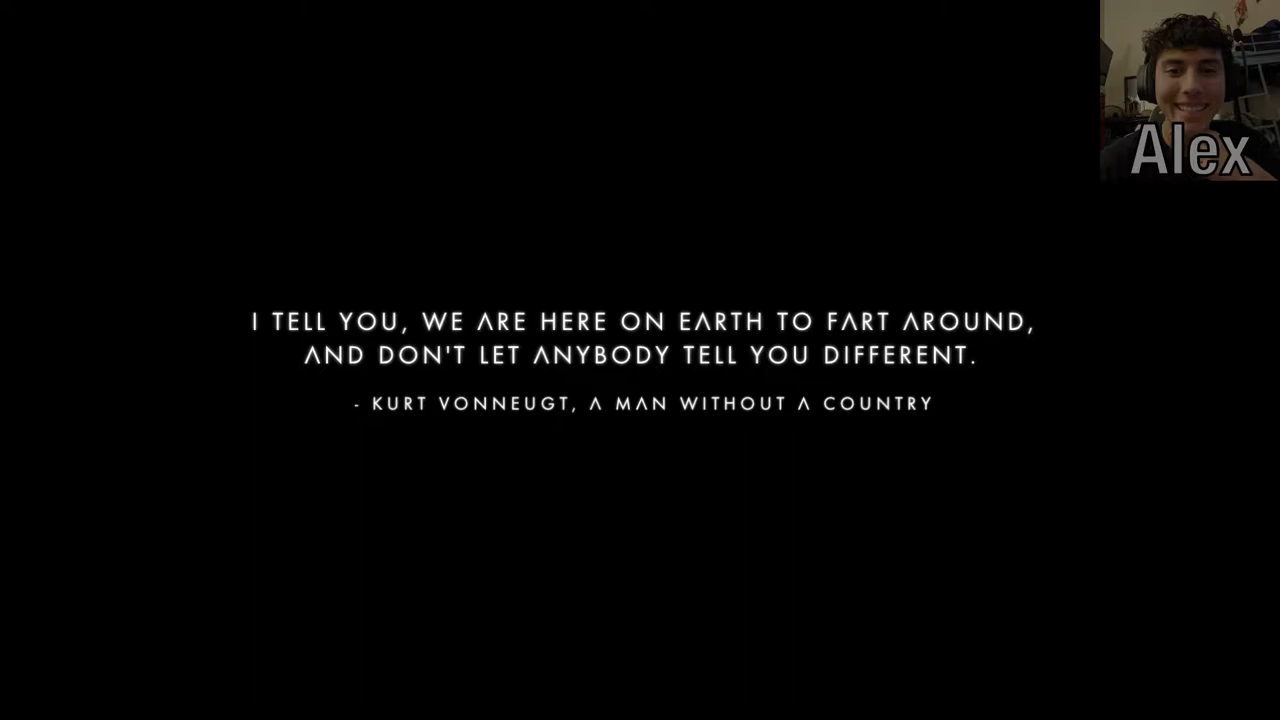 Alex
I TELL YOU, WE ARE HERE ON EARTH TO FART AROUND,
AND DON'T LET ANYBODY TELL YOU DIFFERENT.
- KURT VONNEUGT, A MAN WITHOUT A COUNTRY